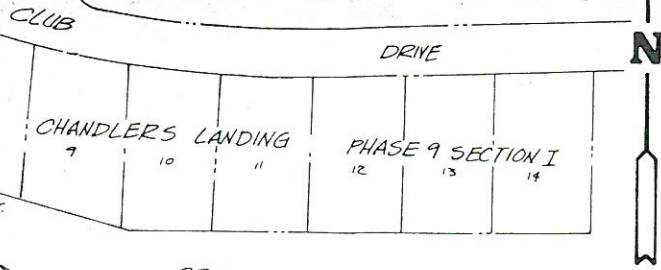 CLUB
DRIVE
N
CHANDLERS LANDING
PHASE 9 SECTION I
9
10
11
12
13
14